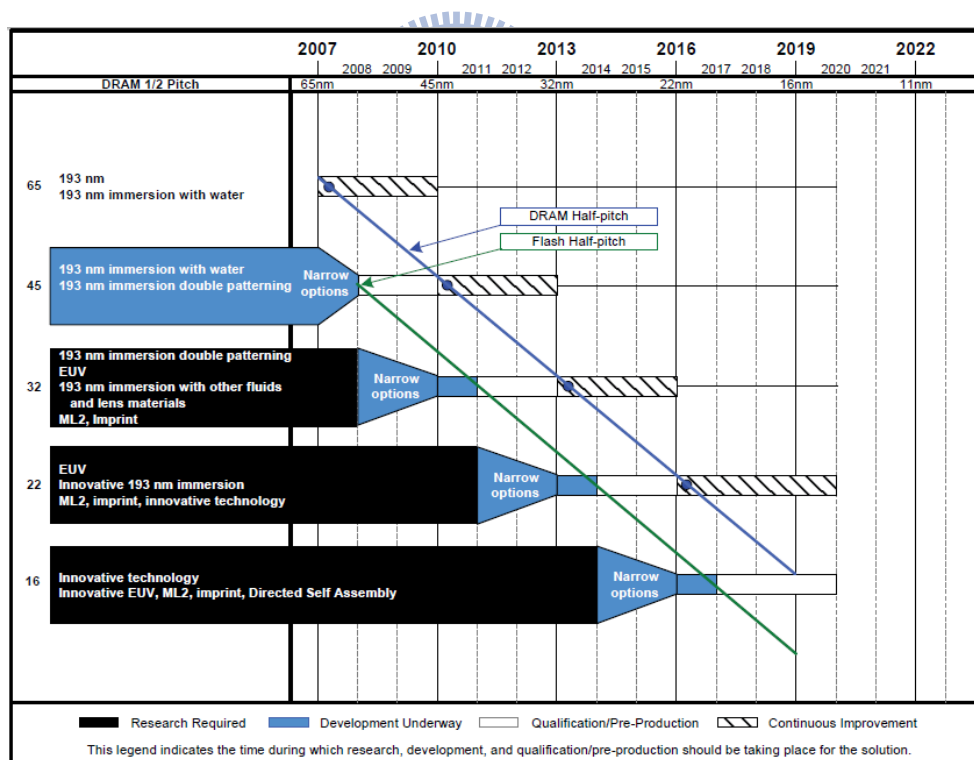 2007 2010 2013 2016 2019 2022
2008 2009 2011 2012 2014 2015 2017 2018 2020 2021
DRAM 1/2 Pitch 65nm 45nm 32nm 22nm 16nm 11nm
65
193 nm
193 nm immersion with water
DRAM Half-pitch
Flash Half-pitch
45
193 nm immersion with water
193 nm immersion double patterning
Narrow
options
32
193 nm immersion double patterning
EUV
193 nm immersion with other fluids
and lens materials
ML2, Imprint
Narrow
options
22
EUV
Innovative 193 nm immersion
ML2, imprint, innovative technology
Narrow
options
16
Innovative technology
Innovative EUV, ML2, imprint, Directed Self Assembly
Narrow
options
Research Required Development Underway Qualification/Pre-Production Continuous Improvement
This legend indicates the time during which research, development, and qualification/pre-production should be taking place for the solution.